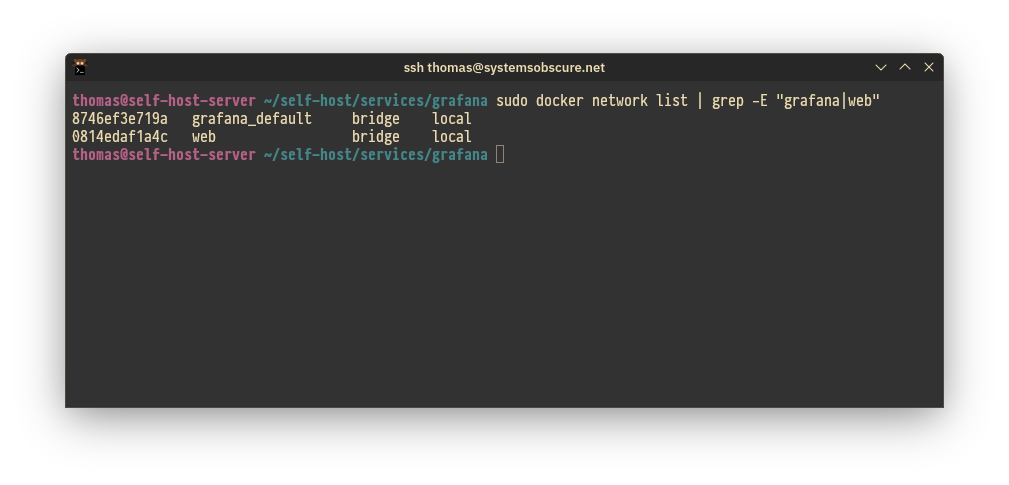 ssh thomas@systemsobscure.net
thomas@self-host-server ~/self-host/services/grafana sudo docker network list | grep -E "grafana|web"
8746ef3e719a   grafana_default     bridge    local
0814edaf1a4c   web                 bridge    local
thomas@self-host-server ~/self-host/services/grafana